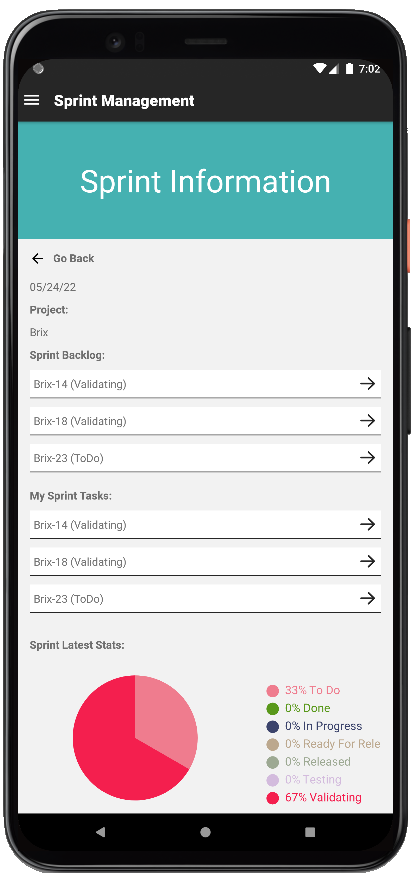 7:02
Sprint Management
Sprint Information
Go Back
05/24/22
Project:
Brix
Sprint Backlog:
Brix-14 (Validating)
Brix-18 (Validating)
Brix-23 (ToDo)
My Sprint Tasks:
Brix-14 (Validating)
Brix-18 (Validating)
Brix-23 (ToDo)
Sprint Latest Stats:
33% To Do
0% Done
0% In Progress
0% Ready For Rele
0% Released
0% Testing
67% Validating